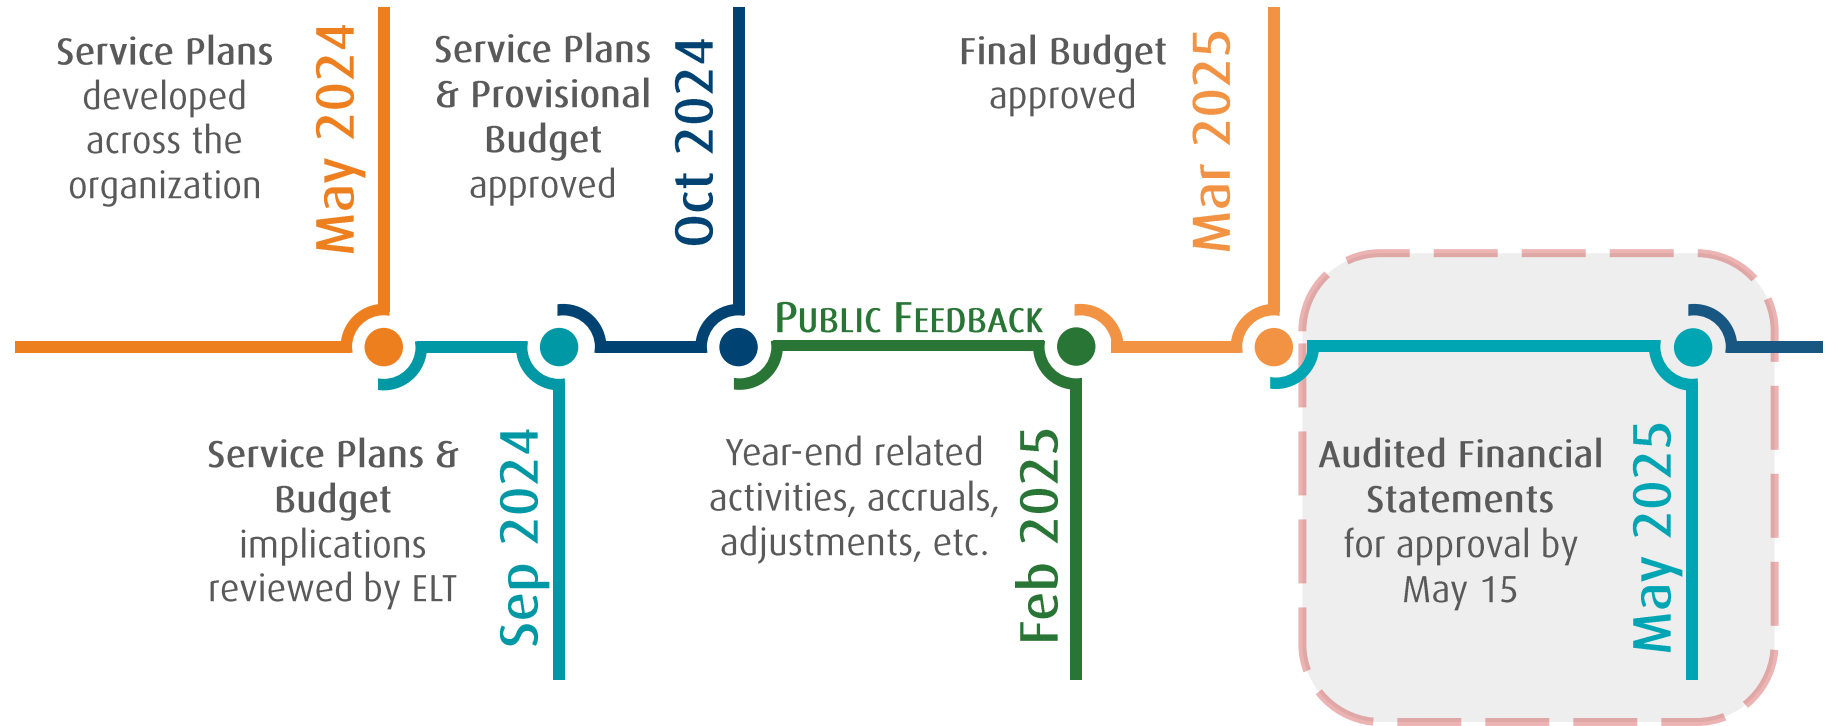 Service Plans
developed
across the
organization
May 2024
Service Plans
& Provisional
Budget
approved
Oct 2024
Final Budget
approved
Mar 2025
PUBLIC FEEDBACK
Service Plans &
Budget
implications
reviewed by ELT
Sep 2024
Year-end related
activities, accruals,
adjustments, etc.
Feb 2025
Audited Financial
Statements
for approval by
May 15
May 2025